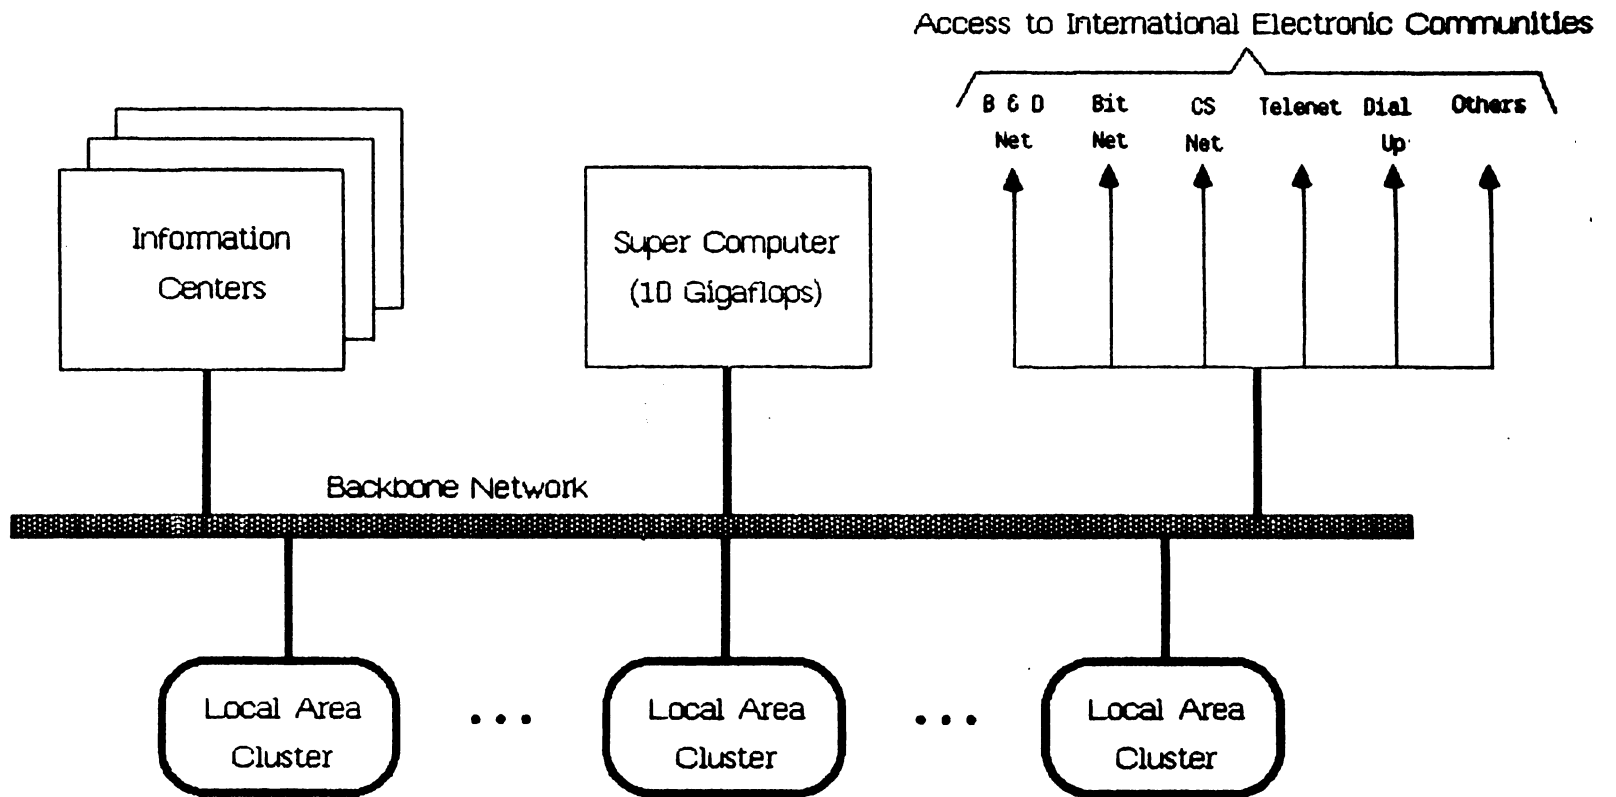 Access to International Electronic Communities
B & D Net
Bit Net
CS Net
Telenet
Dial Up
Others
Information
Centers
Super Computer
(10 Gigaflops)
Backbone Network
Local Area
Cluster
...
Local Area
Cluster
...
Local Area
Cluster